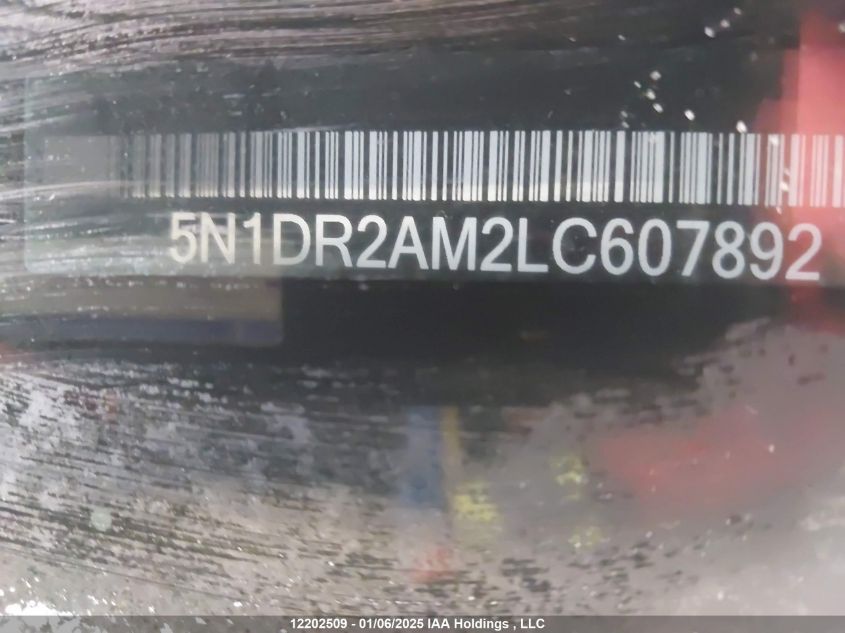 5N1DR2AM2LC607892
12202509 - 01/06/2025 IAA Holdings , LLC